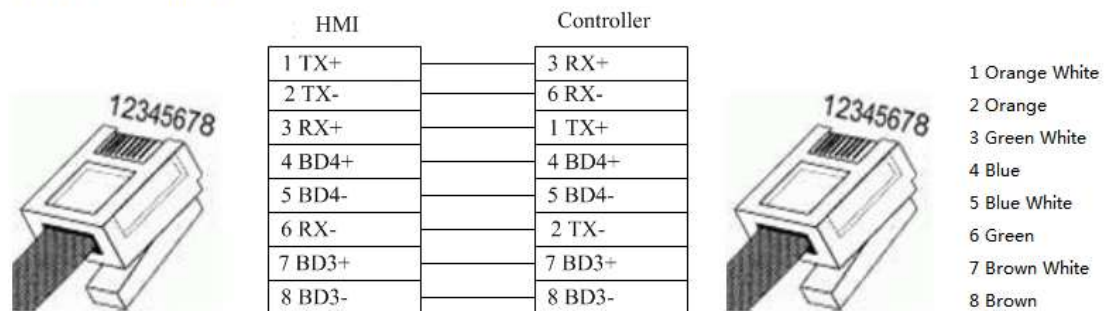 HMI Controller
1 TX+ 3 RX+
2 TX- 6 RX-
3 RX+ 1 TX+
4 BD4+ 4 BD4+
5 BD4- 5 BD4-
6 RX- 2 TX-
7 BD3+ 7 BD3+
8 BD3- 8 BD3-
12345678
12345678
1 Orange White
2 Orange
3 Green White
4 Blue
5 Blue White
6 Green
7 Brown White
8 Brown